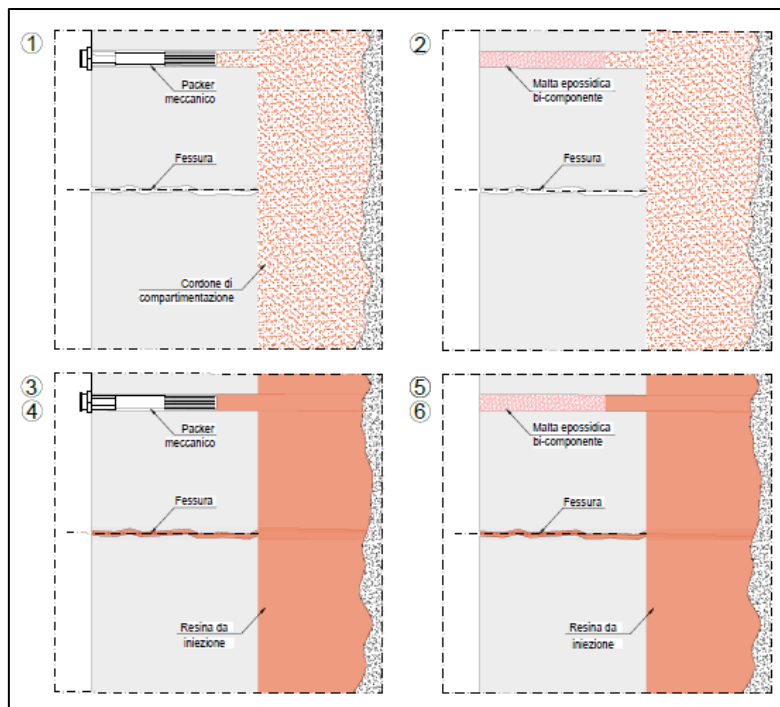 1
Packer
meccanico
Fessura
Cordone di
compartimentazione
2
Malta epossidica
bi-componente
Fessura
3
4
Packer
meccanico
Fessura
Resina da
iniezione
5
6
Malta epossidica
bi-componente
Fessura
Resina da
iniezione